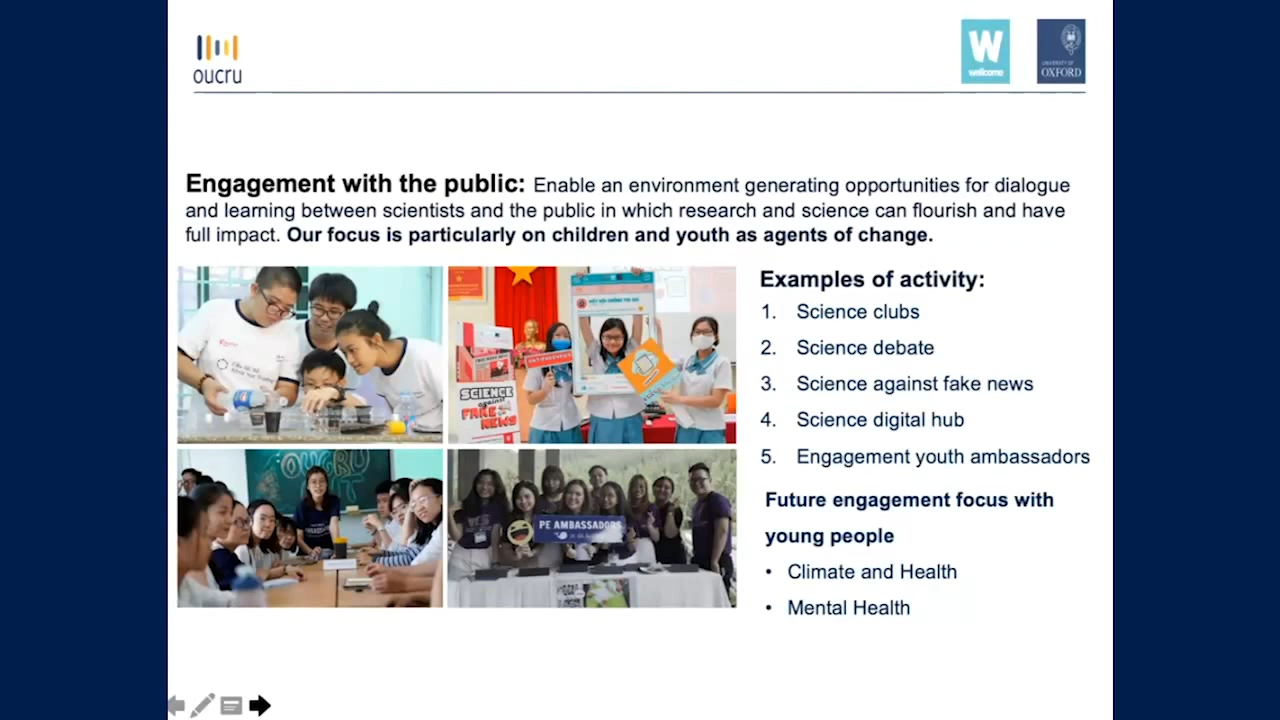 oucru
W
wellcome
UNIVERSITY OF
OXFORD
Engagement with the public: Enable an environment generating opportunities for dialogue
and learning between scientists and the public in which research and science can flourish and have
full impact. Our focus is particularly on children and youth as agents of change.
SCIENCE
against
FAKE
NEWS
OUCRU
PE AMBASSADORS
Examples of activity:
1. Science clubs
2. Science debate
3. Science against fake news
4. Science digital hub
5. Engagement youth ambassadors
Future engagement focus with
young people
• Climate and Health
• Mental Health